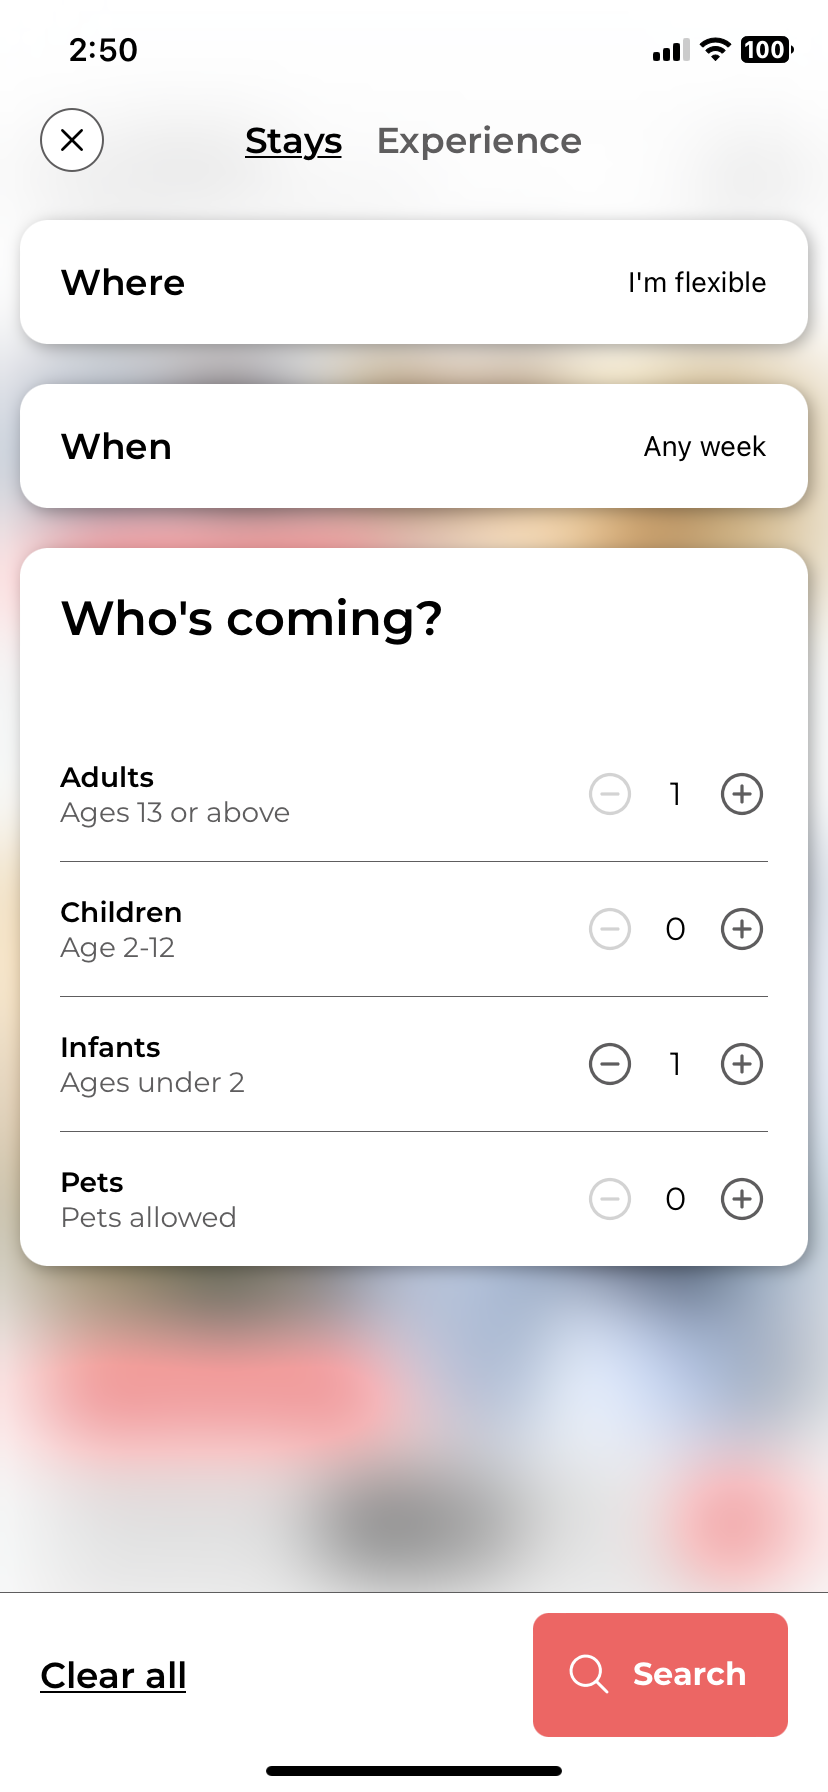 2:50
100
Stays Experience
Where I'm flexible
When Any week
Who's coming?
Adults
Ages 13 or above
1
Children
Age 2-12
0
Infants
Ages under 2
1
Pets
Pets allowed
0
Clear all Search